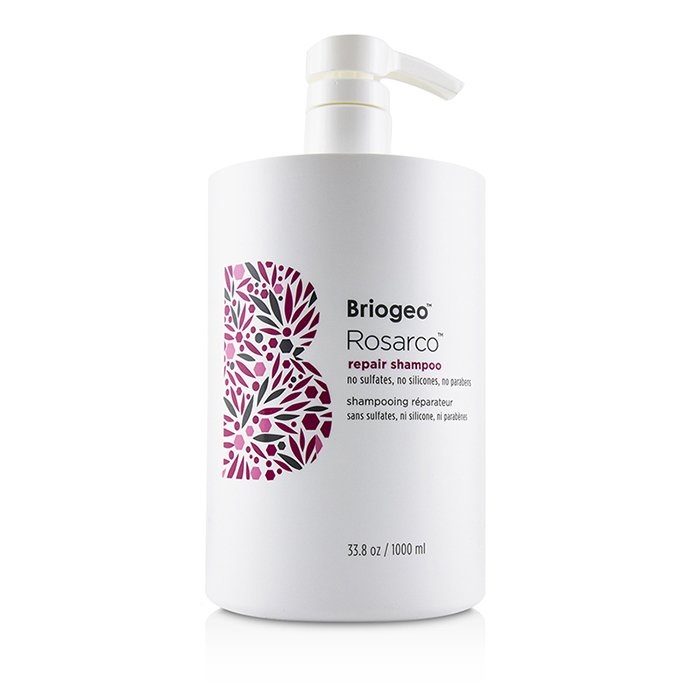 Briogeo™
Rosarco™
repair shampoo
no sulfates, no silicones, no parabens
shampooing réparateur
sans sulfates, ni silicone, ni parabènes
33.8 oz / 1000 ml